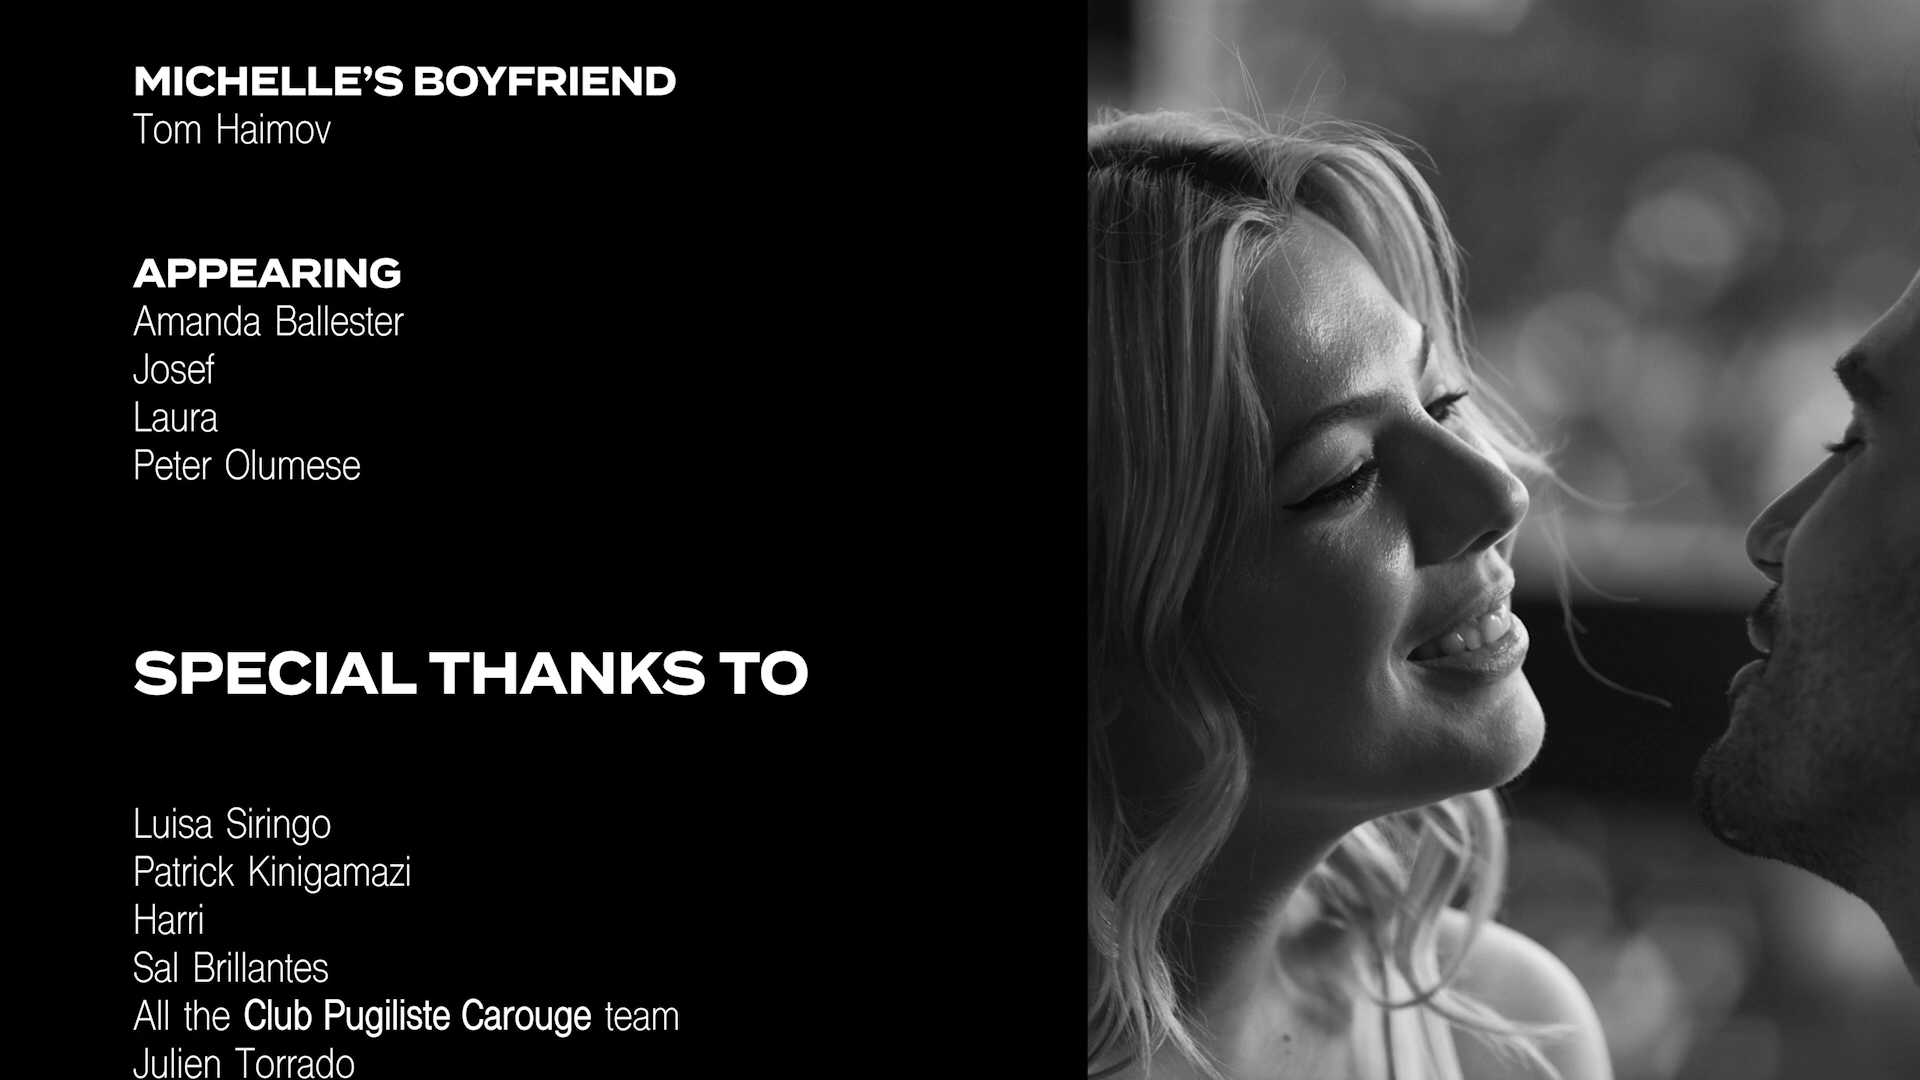 MICHELLE’S BOYFRIEND
Tom Haimov
APPEARING
Amanda Ballester
Josef
Laura
Peter Olumese
SPECIAL THANKS TO
Luisa Siringo
Patrick Kinigamazi
Harri
Sal Brillantes
All the Club Pugiliste Carouge team
Julien Torrado